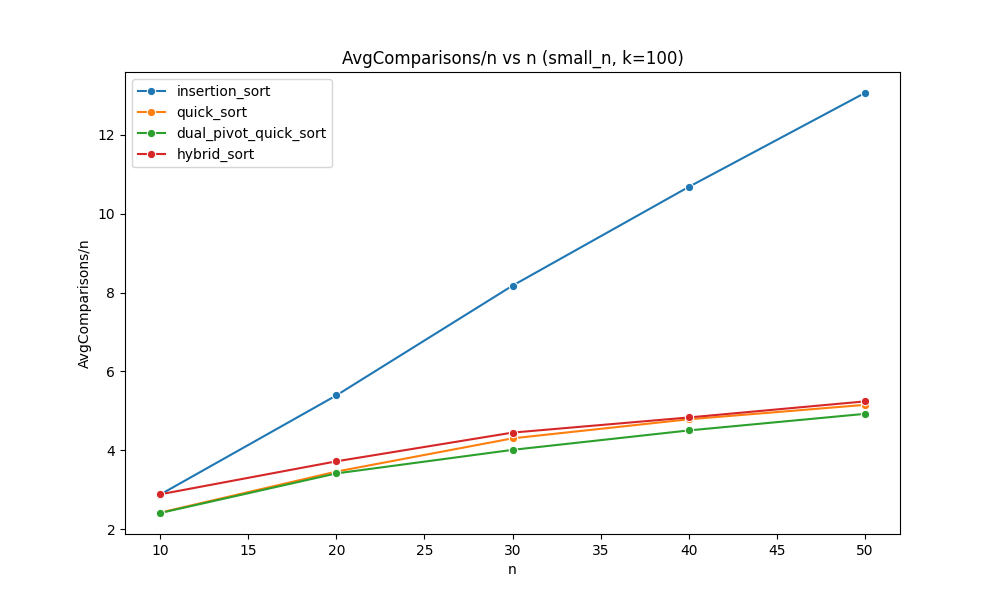 AvgComparisons/n vs n (small_n, k=100)
insertion_sort
quick_sort
dual_pivot_quick_sort
hybrid_sort
AvgComparisons/n
12
10
8
6
4
2
10 15 20 25 30 35 40 45 50
n